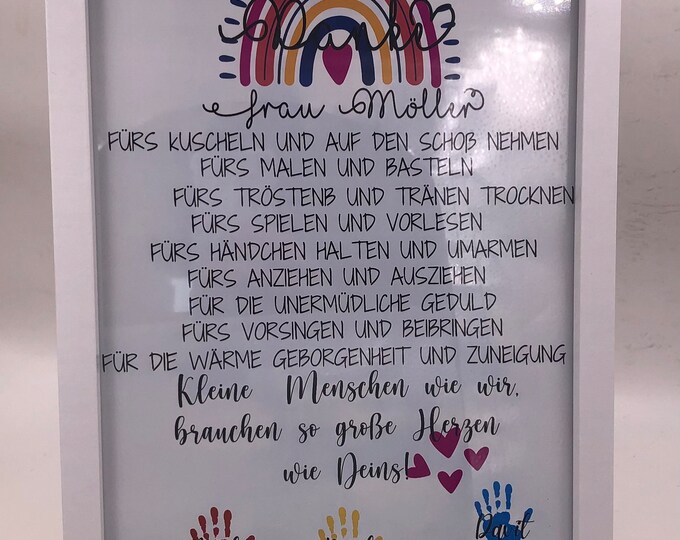 Danke
Frau Möller
FÜRS KUSCHELN UND AUF DEN SCHOß NEHMEN
FÜRS MALEN UND BASTELN
FÜRS TRÖSTENB UND TRÄNEN TROCKNEN
FÜRS SPIELEN UND VORLESEN
FÜRS HÄNDCHEN HALTEN UND UMARMEN
FÜRS ANZIEHEN UND AUSZIEHEN
FÜR DIE UNERMÜDLICHE GEDULD
FÜRS VORSINGEN UND BEIBRINGEN
FÜR DIE WÄRME GEBORGENHEIT UND ZUNEIGUNG
Kleine Menschen wie wir,
brauchen so große Herzen
wie Deins!
Davit